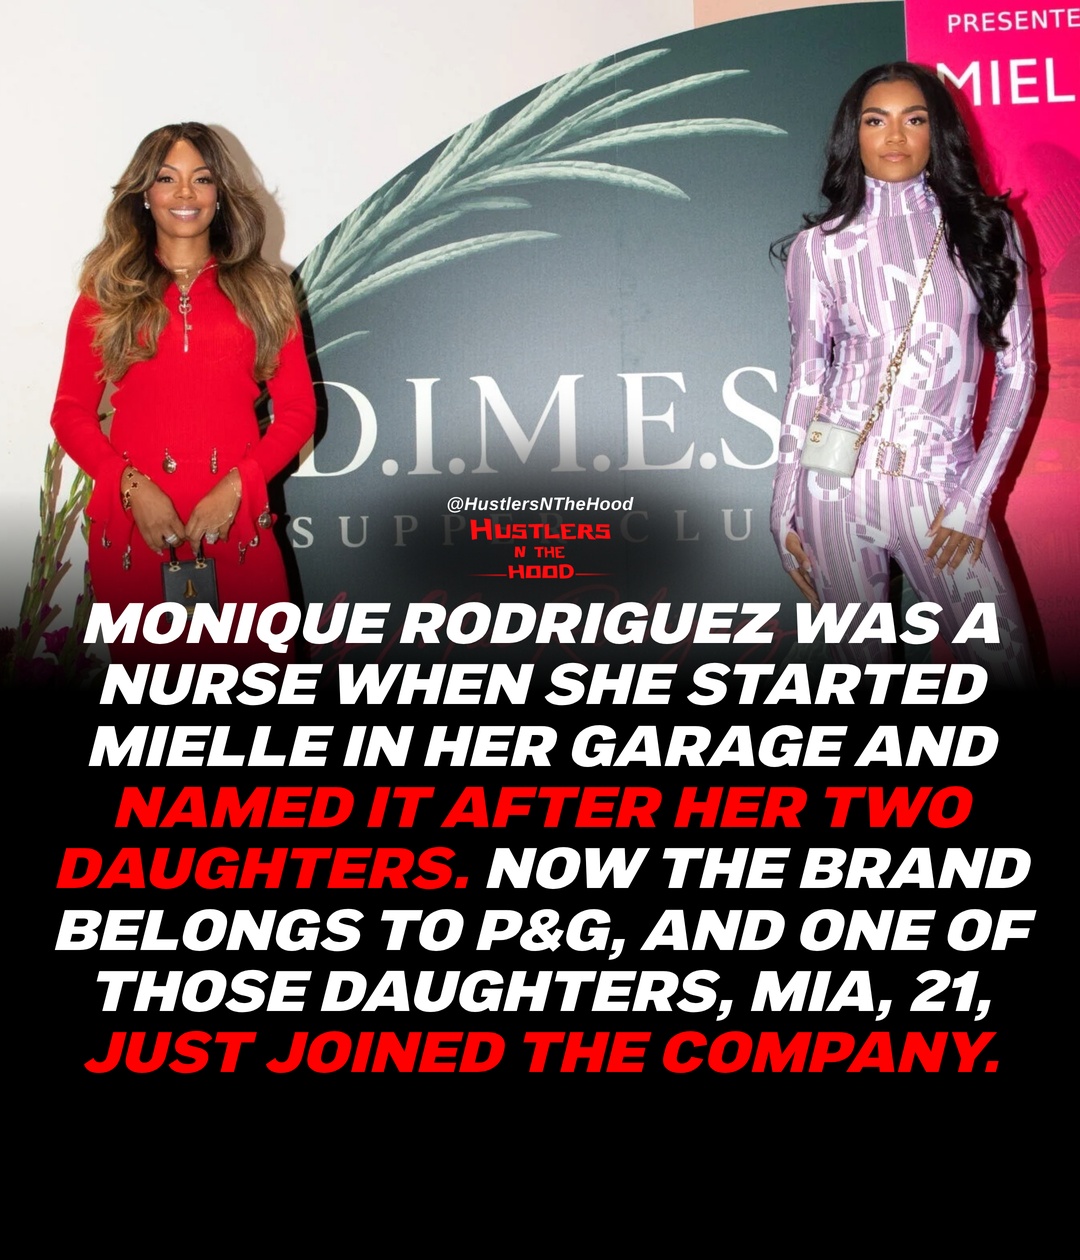 PRESENTE
MIEL
D.I.M.E.S
SUPPER CLU
@HustlersNTheHood
HUSTLERS
N THE
HOOD
MONIQUE RODRIGUEZ WAS A
NURSE WHEN SHE STARTED
MIELLE IN HER GARAGE AND
NAMED IT AFTER HER TWO
DAUGHTERS. NOW THE BRAND
BELONGS TO P&G, AND ONE OF
THOSE DAUGHTERS, MIA, 21,
JUST JOINED THE COMPANY.